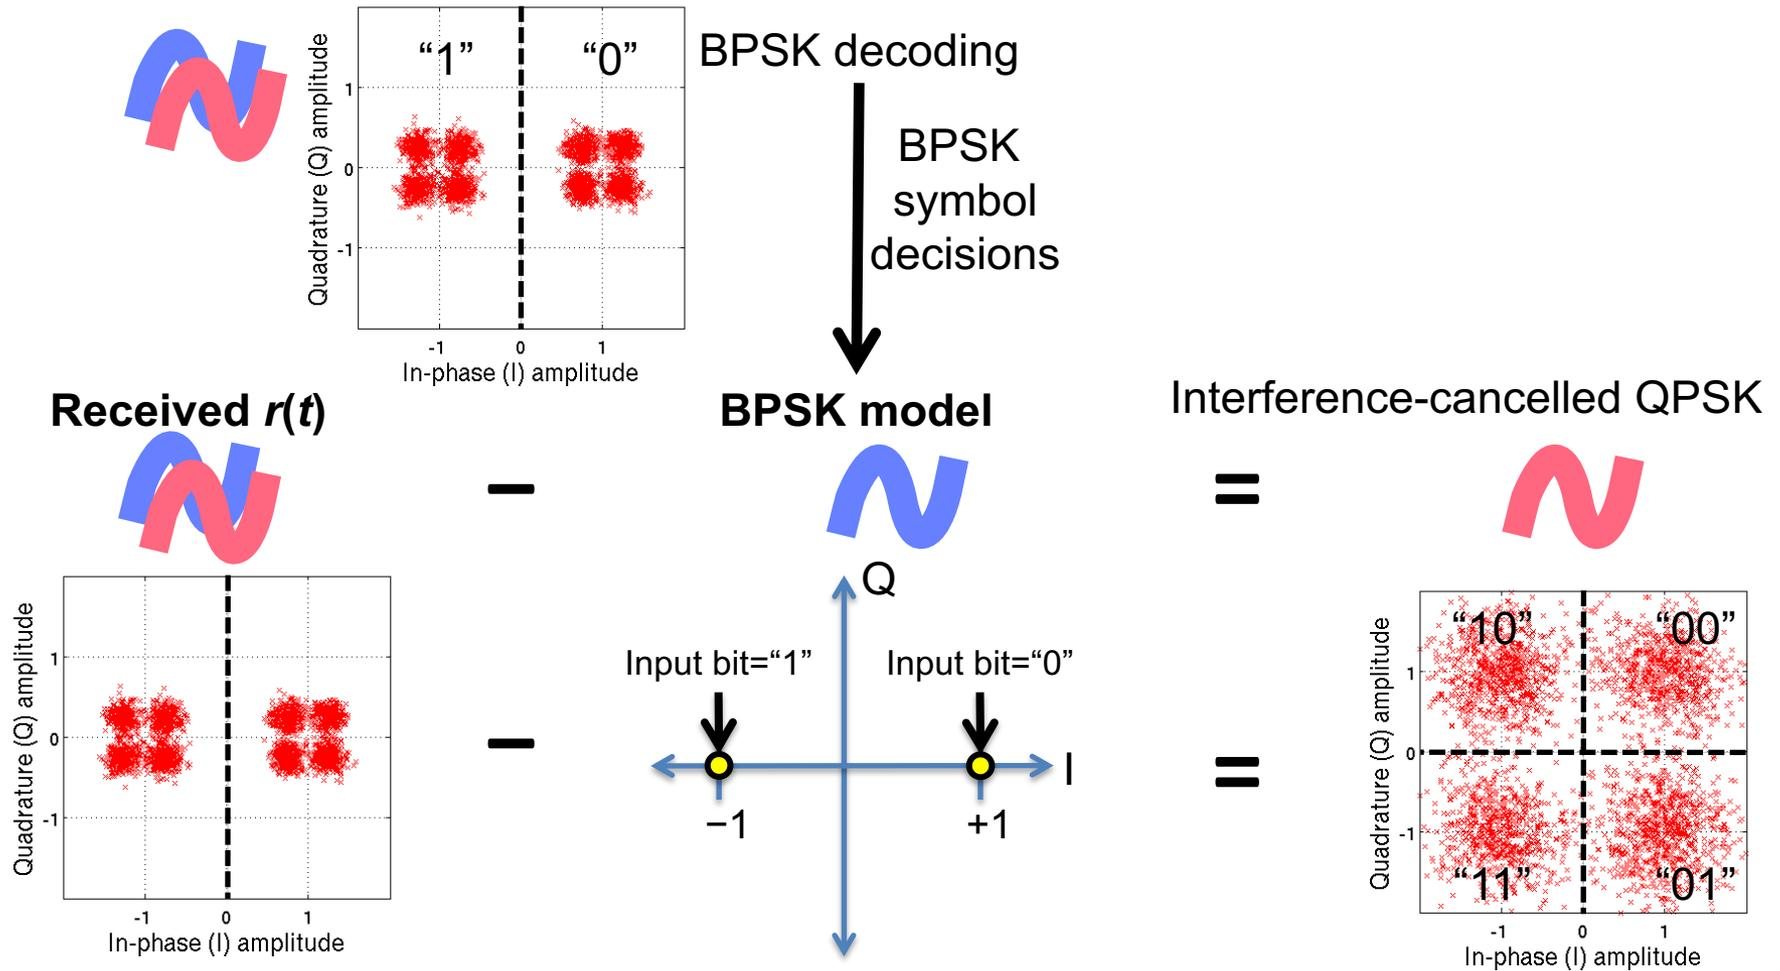 “1”
“0”
BPSK decoding
Quadrature (Q) amplitude
1
0
-1
-1
0
1
In-phase (I) amplitude
BPSK
symbol
decisions
Received r(t)
BPSK model
Interference-cancelled QPSK
–
=
Quadrature (Q) amplitude
1
0
-1
-1
0
1
In-phase (I) amplitude
–
Q
Input bit=“1”
Input bit=“0”
I
−1
+1
=
Quadrature (Q) amplitude
“10”
“00”
“11”
“01”
1
0
-1
-1
0
1
In-phase (I) amplitude